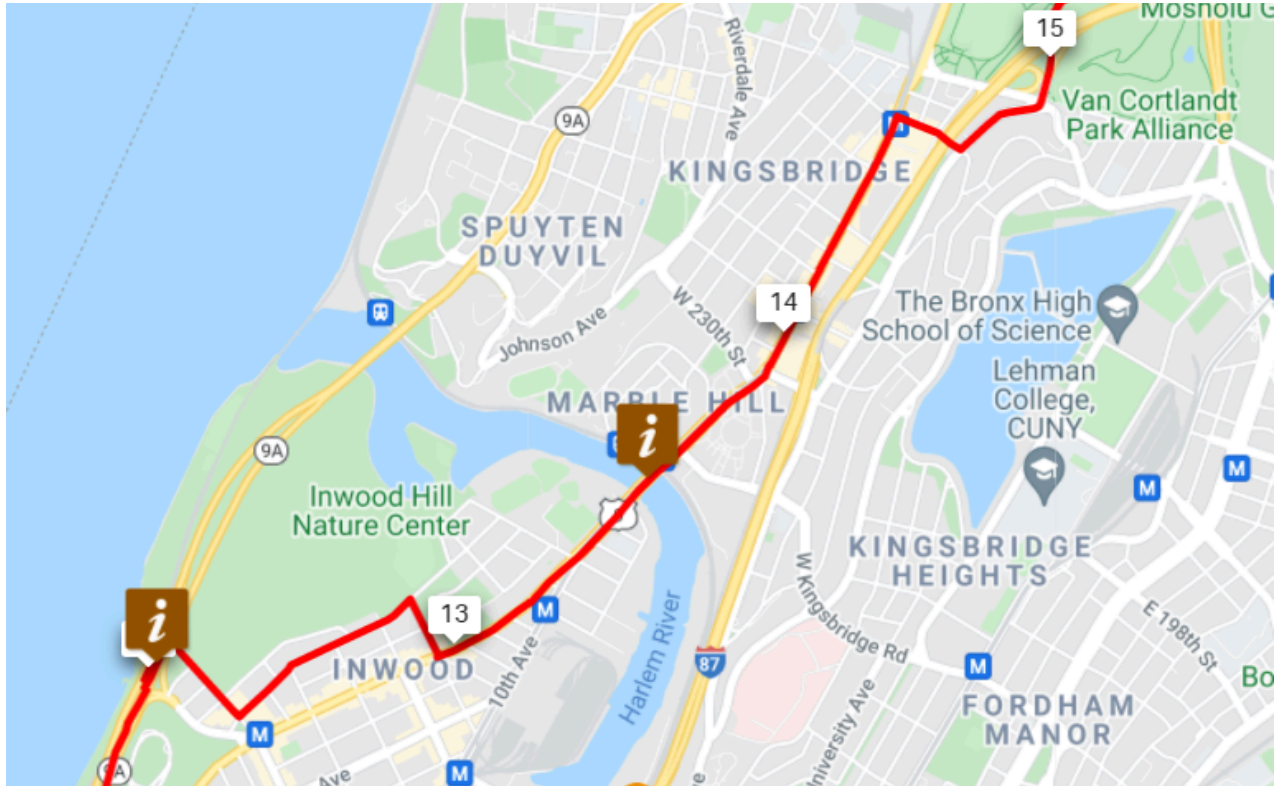 Mosholu G
15
Riverdale Ave
9A
Van Cortlandt
Park Alliance
M
KINGSBRIDGE
SPUYTEN
DUYVIL
14
The Bronx High
School of Science
W 230th St
Johnson Ave
Lehman
College,
CUNY
MARBLE HILL
i
9A
M
M
Inwood Hill
Nature Center
KINGSBRIDGE
HEIGHTS
W Kingsbridge Rd
E 198th St
i
13
M
Harlem River
INWOOD
10th Ave
87
M
Bo
FORDHAM
MANOR
University Ave
M
9A
Ave
M